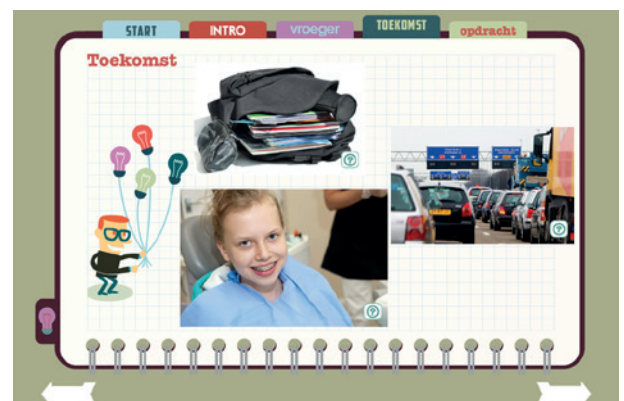 START
INTRO
vroeger
TOEKOMST
opdracht
Toekomst